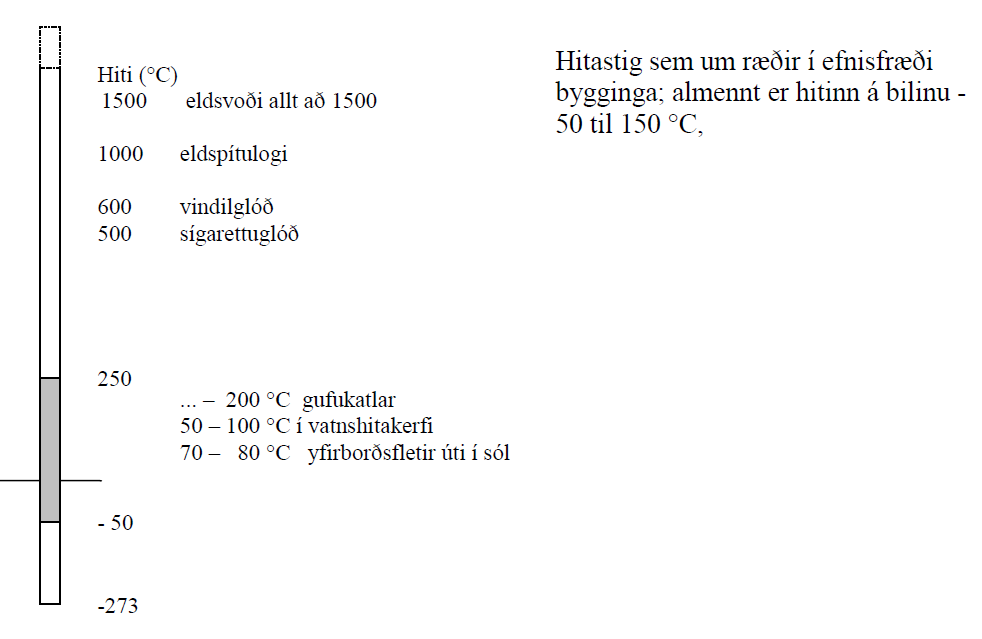 Hiti (°C)
1500 eldsvoði allt að 1500
1000 eldspítulogi
600 vindilglóð
500 sígarettuglóð
250
... – 200 °C gufukatlar
50 – 100 °C í vatnshitakerfi
70 – 80 °C yfirborðsfletir úti í sól
- 50
-273
Hitastig sem um ræðir í efnisfræði
bygginga; almennt er hitinn á bilinu -
50 til 150 °C,